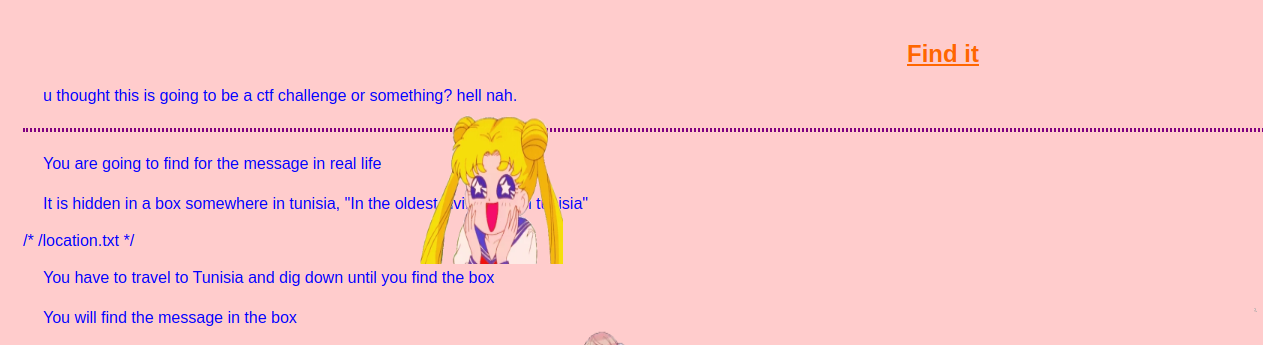 Find it
u thought this is going to be a ctf challenge or something? hell nah.
You are going to find for the message in real life
It is hidden in a box somewhere in tunisia, "In the oldest
/* /location.txt */
You have to travel to Tunisia and dig down until you find the box
You will find the message in the box